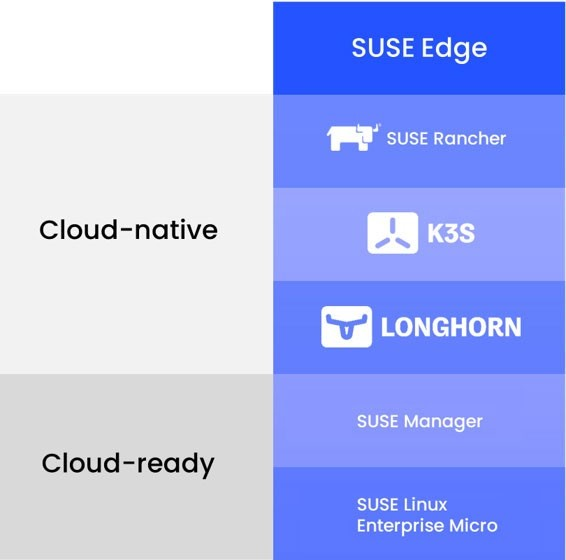 SUSE Edge
Cloud-native
SUSE Rancher
K3S
LONGHORN
Cloud-ready
SUSE Manager
SUSE Linux
Enterprise Micro